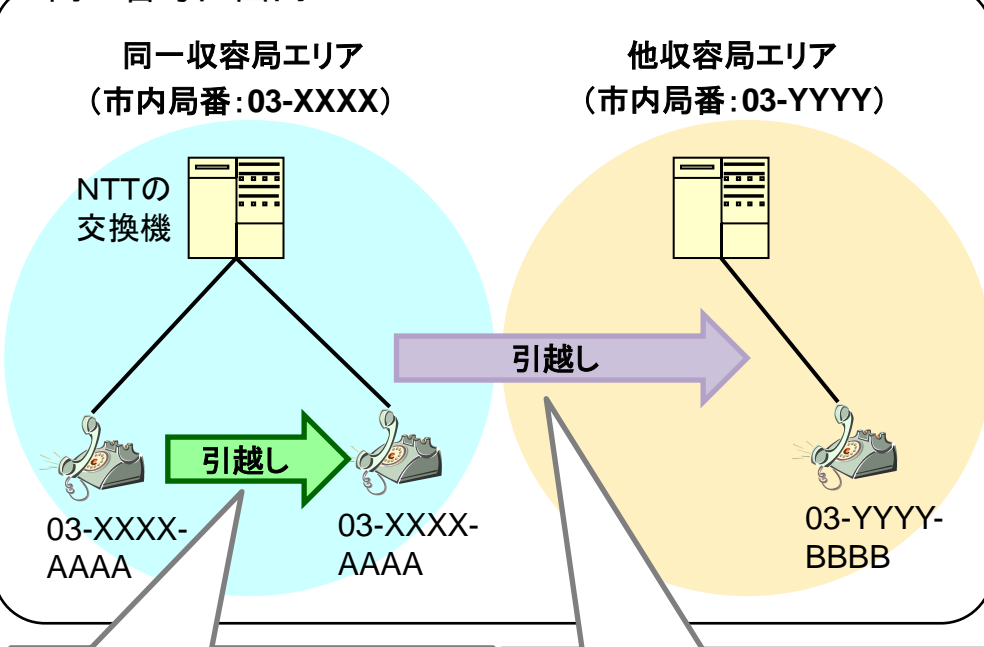 同一収容局エリア
（市内局番：03-XXXX）
他収容局エリア
（市内局番：03-YYYY）
NTTの
交換機
引越し
引越し
03-XXXX-
AAAA
03-XXXX-
AAAA
03-YYYY-
BBBB